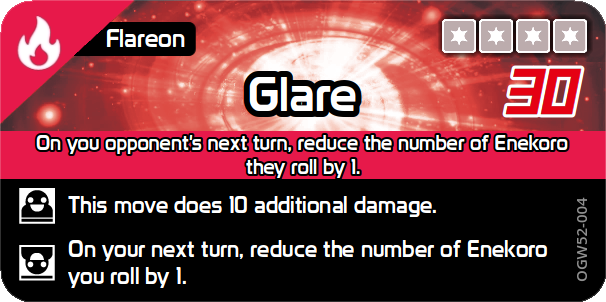 Flareon
Glare
30
On you opponent's next turn, reduce the number of Enekoro
they roll by 1.
This move does 10 additional damage.
On your next turn, reduce the number of Enekoro
you roll by 1.
OGW52-004